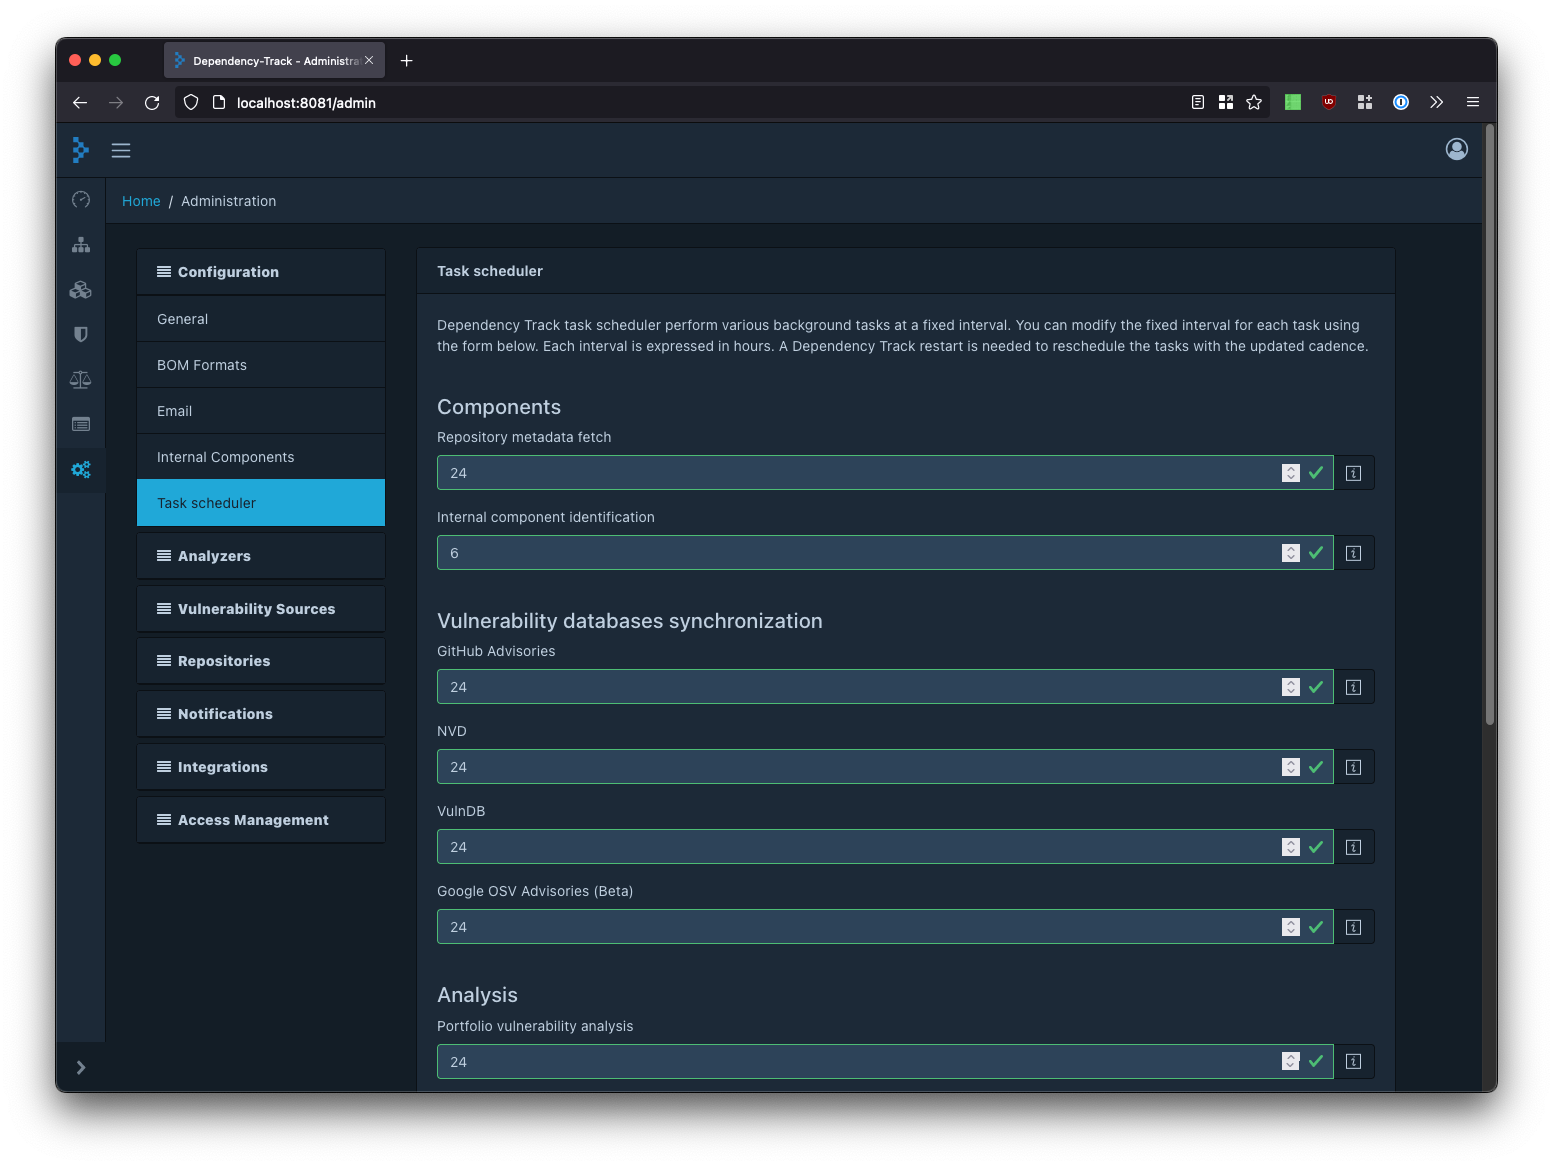 Dependency-Track - Administra
localhost:8081/admin
Home / Administration
Configuration
General
BOM Formats
Email
Internal Components
Task scheduler
Analyzers
Vulnerability Sources
Repositories
Notifications
Integrations
Access Management
Task scheduler
Dependency Track task scheduler perform various background tasks at a fixed interval. You can modify the fixed interval for each task using
the form below. Each interval is expressed in hours. A Dependency Track restart is needed to reschedule the tasks with the updated cadence.
Components
Repository metadata fetch
24
Internal component identification
6
Vulnerability databases synchronization
GitHub Advisories
24
NVD
24
VulnDB
24
Google OSV Advisories (Beta)
24
Analysis
Portfolio vulnerability analysis
24